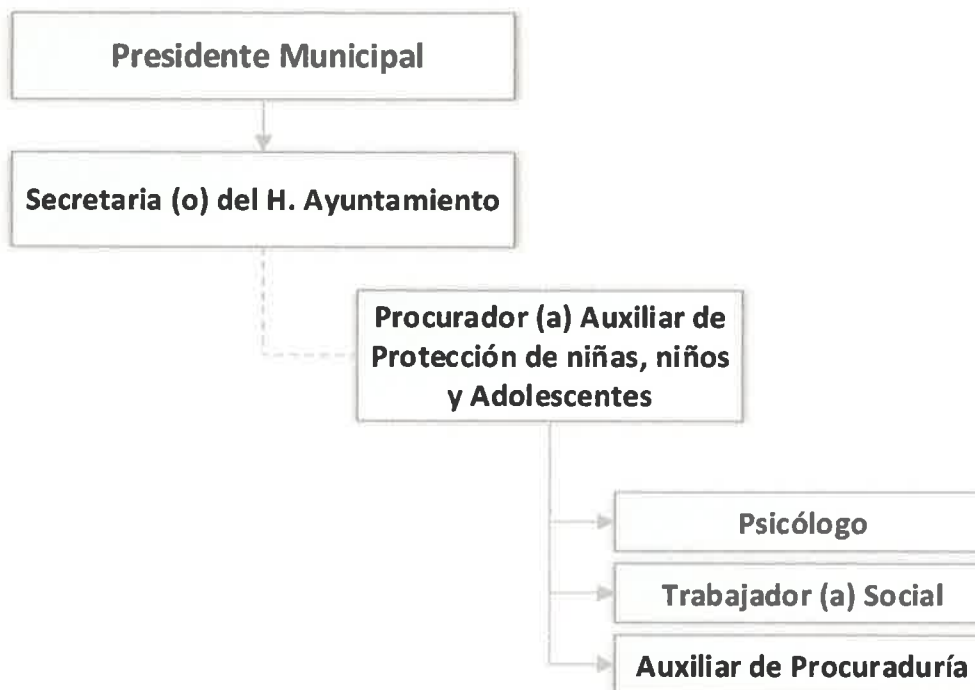 Presidente Municipal
Secretaria (o) del H. Ayuntamiento
Procurador (a) Auxiliar de
Protección de niñas, niños
y Adolescentes
Psicólogo
Trabajador (a) Social
Auxiliar de Procuraduría